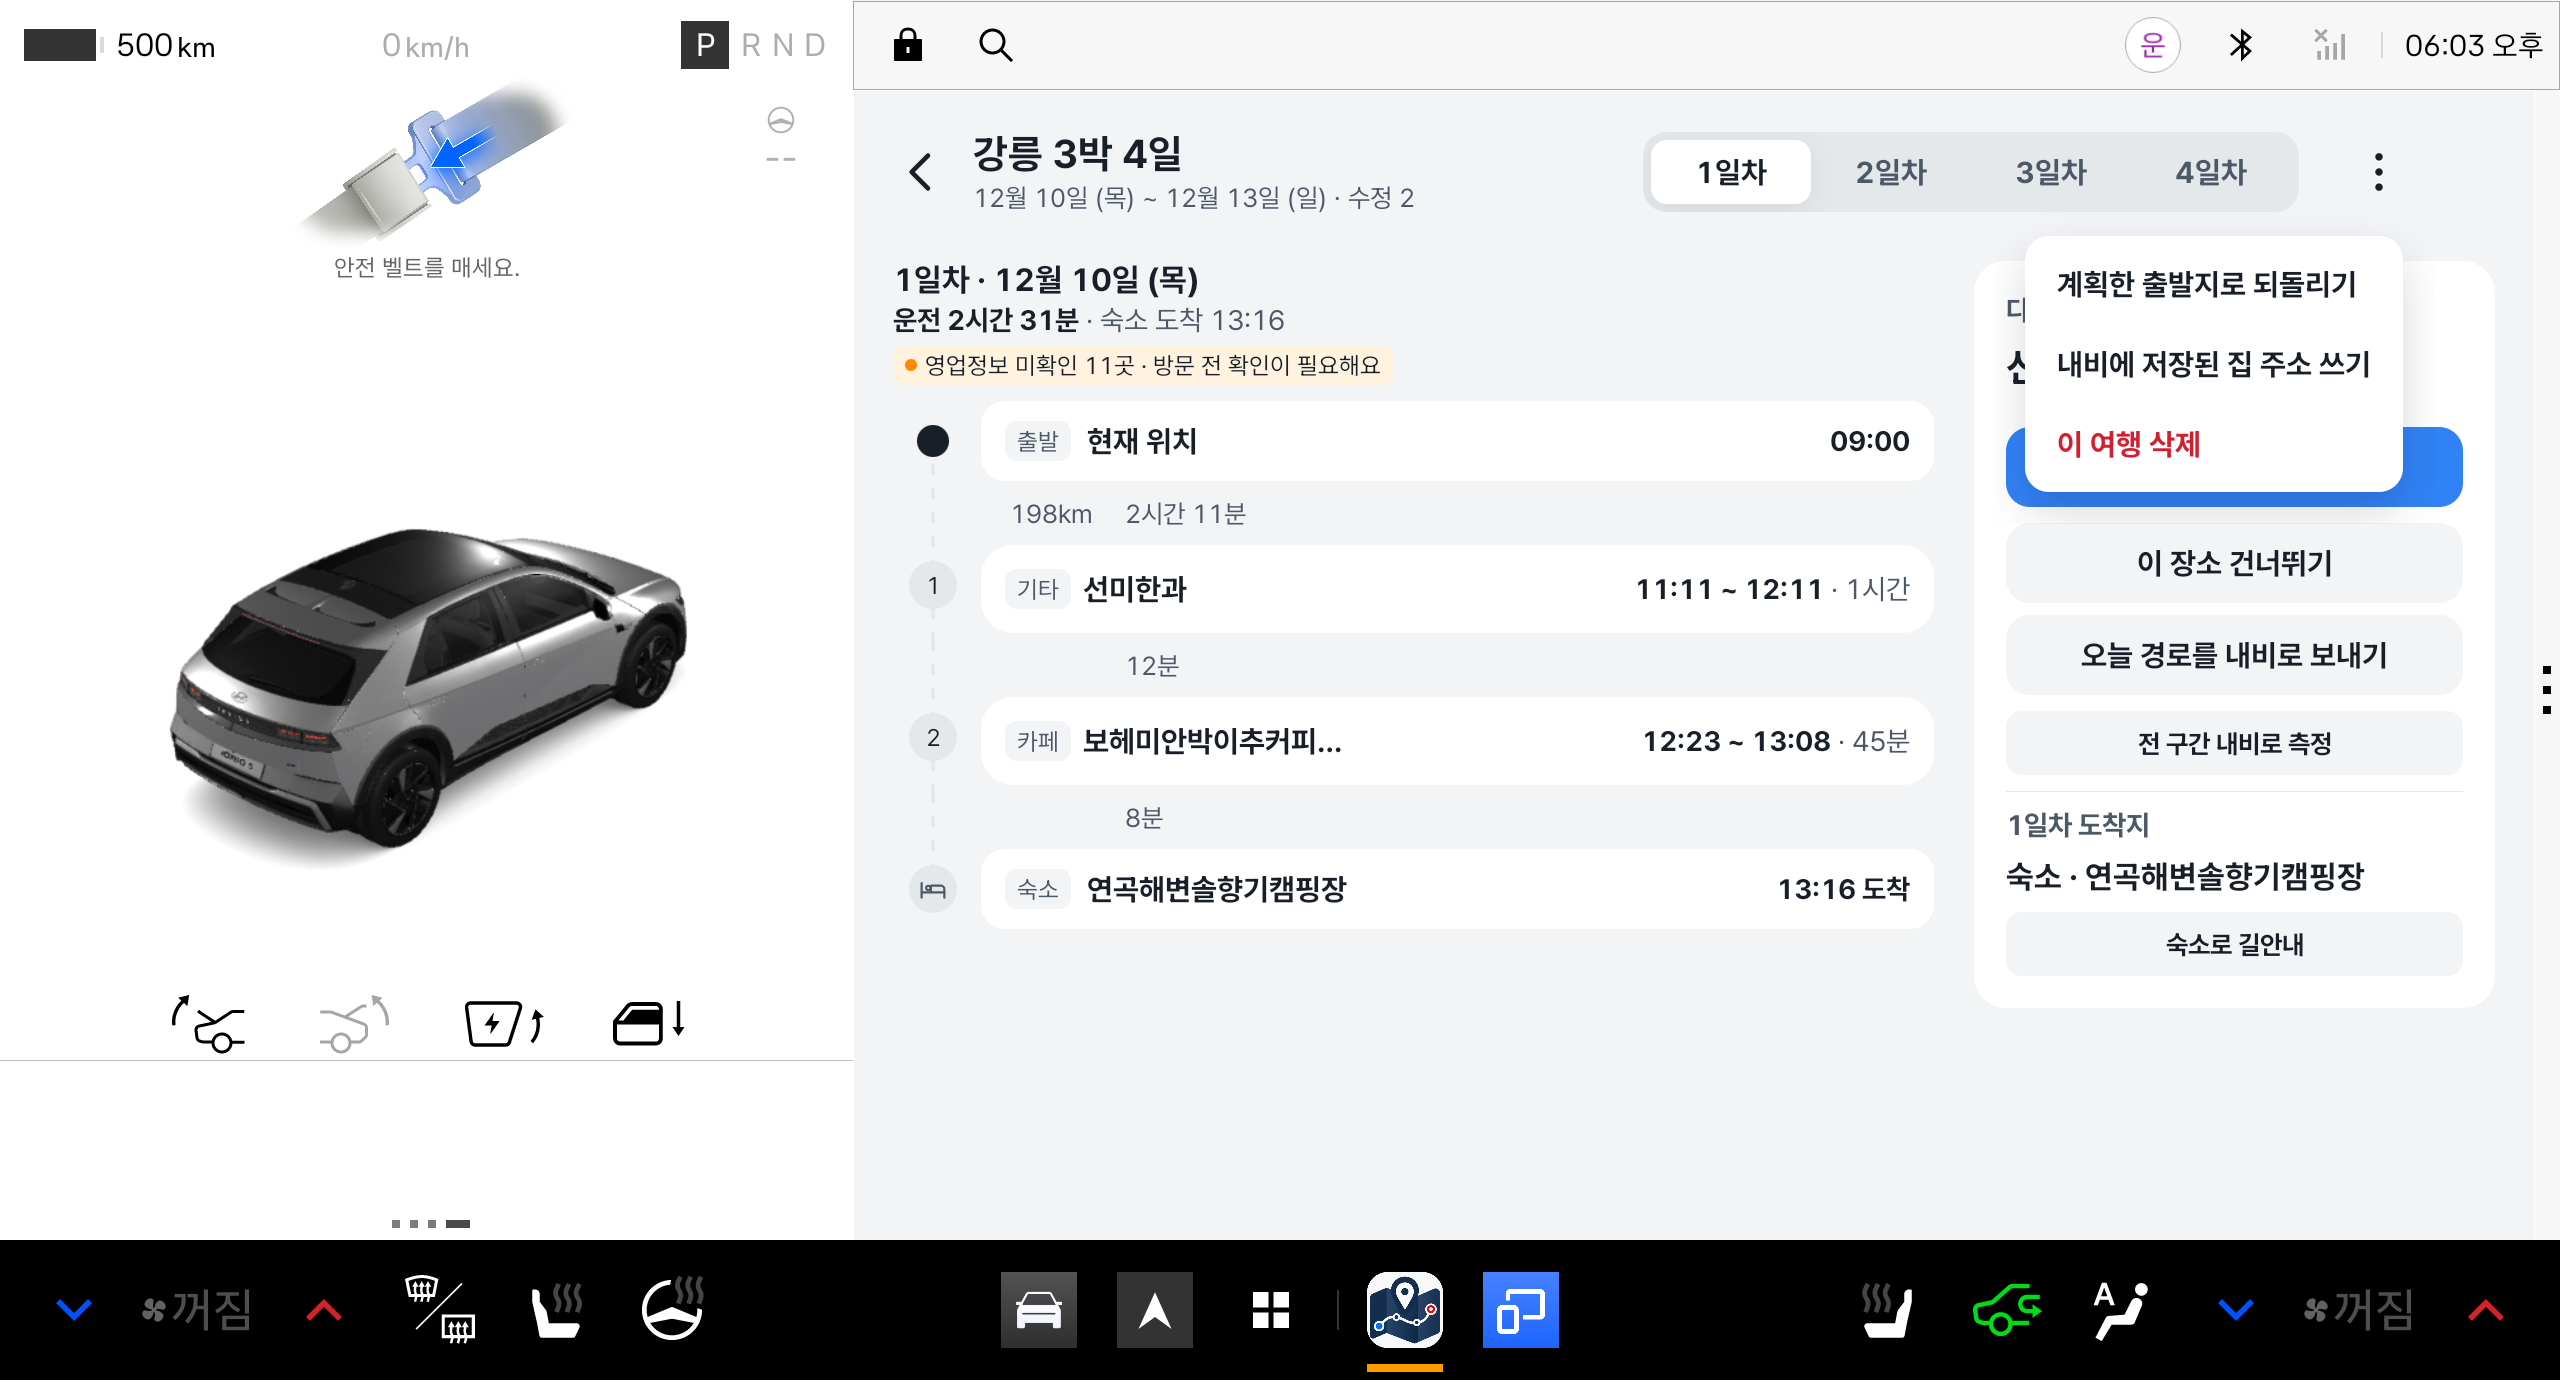 500 km
0 km/h
P R N D
06:03 오후
운
안전 벨트를 매세요.
강릉 3박 4일
12월 10일 (목) ~ 12월 13일 (일) · 수정 2
1일차
2일차
3일차
4일차
1일차 · 12월 10일 (목)
운전 2시간 31분 · 숙소 도착 13:16
영업정보 미확인 11곳 · 방문 전 확인이 필요해요
출발 현재 위치 09:00
198km 2시간 11분
1 기타 선미한과 11:11 ~ 12:11 · 1시간
12분
2 카페 보헤미안박이추커피... 12:23 ~ 13:08 · 45분
8분
숙소 연곡해변솔향기캠핑장 13:16 도착
계획한 출발지로 되돌리기
내비에 저장된 집 주소 쓰기
이 여행 삭제
이 장소 건너뛰기
오늘 경로를 내비로 보내기
전 구간 내비로 측정
1일차 도착지
숙소 · 연곡해변솔향기캠핑장
숙소로 길안내
꺼짐
A
꺼짐